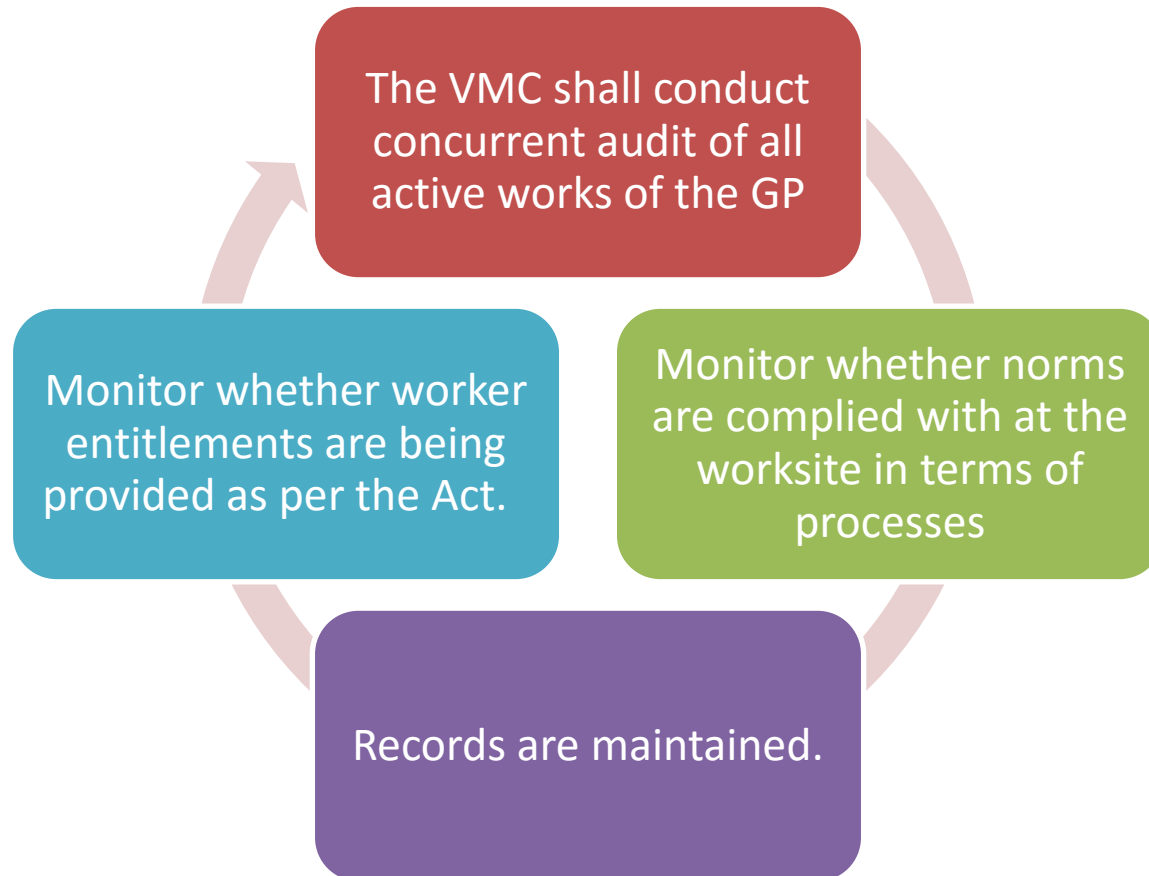 The VMC shall conduct
concurrent audit of all
active works of the GP
Monitor whether norms
are complied with at the
worksite in terms of
processes
Records are maintained.
Monitor whether worker
entitlements are being
provided as per the Act.